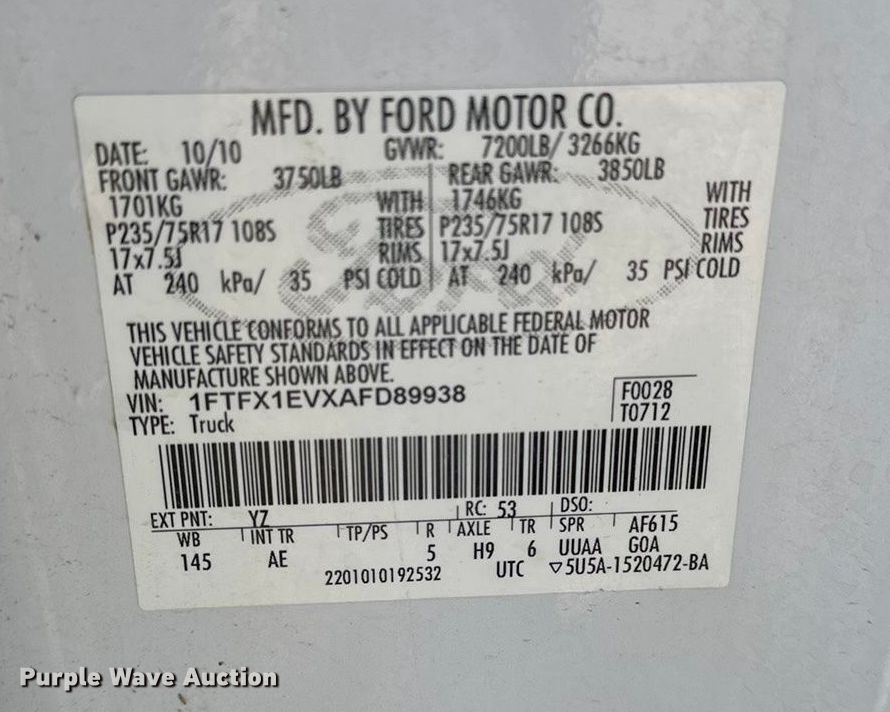 MFD. BY FORD MOTOR CO.
DATE: 10/10 GVWR: 7200LB/ 3266KG
FRONT GAWR: 3750LB REAR GAWR: 3850LB
1701KG WITH 1746KG WITH
P235/75R17 108S TIRES P235/75R17 108S TIRES
17x7.5J RIMS 17x7.5J RIMS
AT 240 kPa/ 35 PSI COLD AT 240 kPa/ 35 PSI COLD
THIS VEHICLE CONFORMS TO ALL APPLICABLE FEDERAL MOTOR
VEHICLE SAFETY STANDARDS IN EFFECT ON THE DATE OF
MANUFACTURE SHOWN ABOVE.
VIN: 1FTFX1EVXAFD89938 F0028
TYPE: Truck T0712
EXT PNT: YZ RC: 53 DSO:
WB INT TR TP/PS R AXLE TR SPR AF615
145 AE 5 H9 6 UUAA GOA
2201010192532 UTC ▽5U5A-1520472-BA
Purple Wave Auction